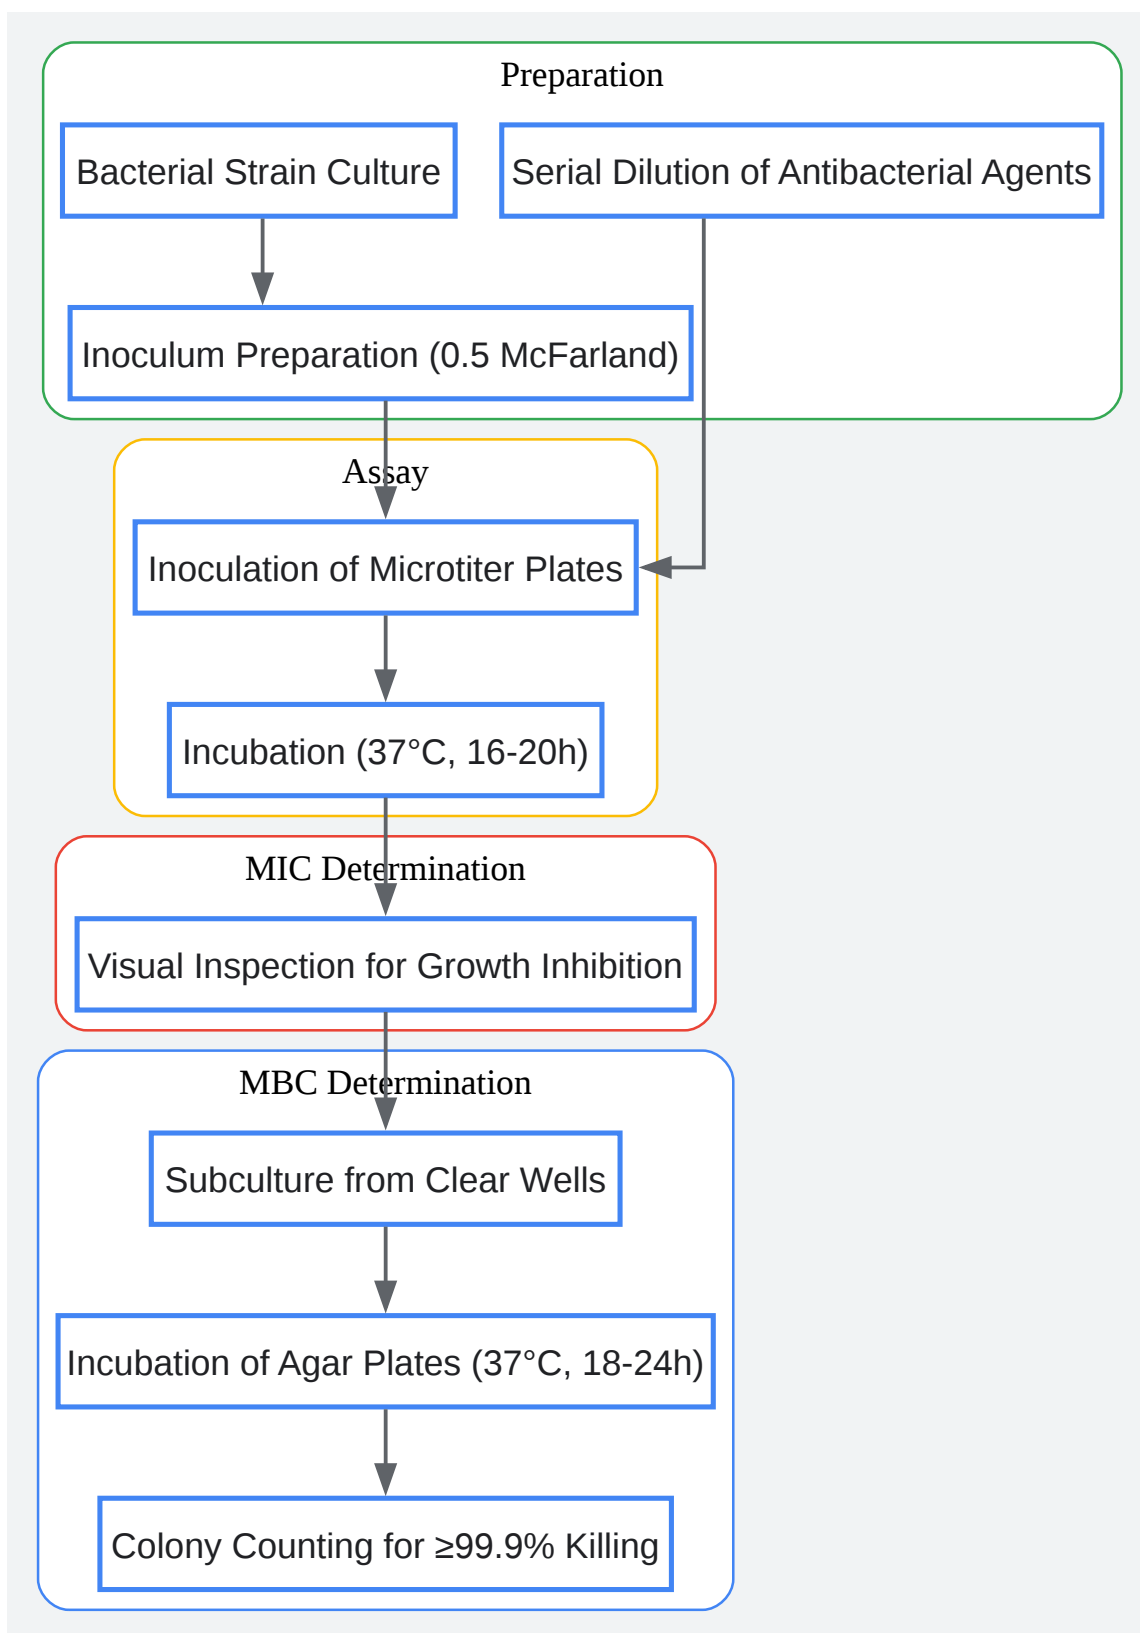 Preparation
Bacterial Strain Culture
Serial Dilution of Antibacterial Agents
Inoculum Preparation (0.5 McFarland)
Assay
Inoculation of Microtiter Plates
Incubation (37°C, 16-20h)
MIC Determination
Visual Inspection for Growth Inhibition
MBC Determination
Subculture from Clear Wells
Incubation of Agar Plates (37°C, 18-24h)
Colony Counting for ≥99.9% Killing